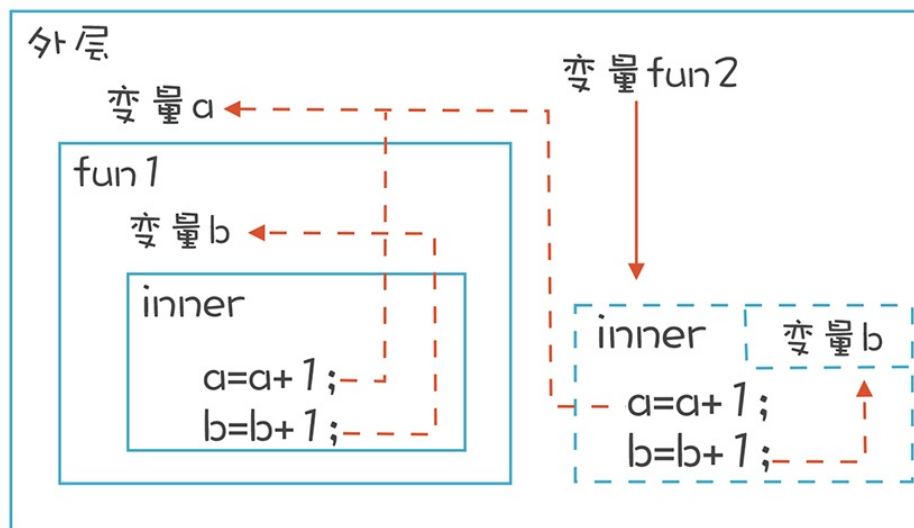 外层
变量fun2
变量a
fun1
变量b
inner
a=a+1;
b=b+1;
inner
变量b
a=a+1;
b=b+1;